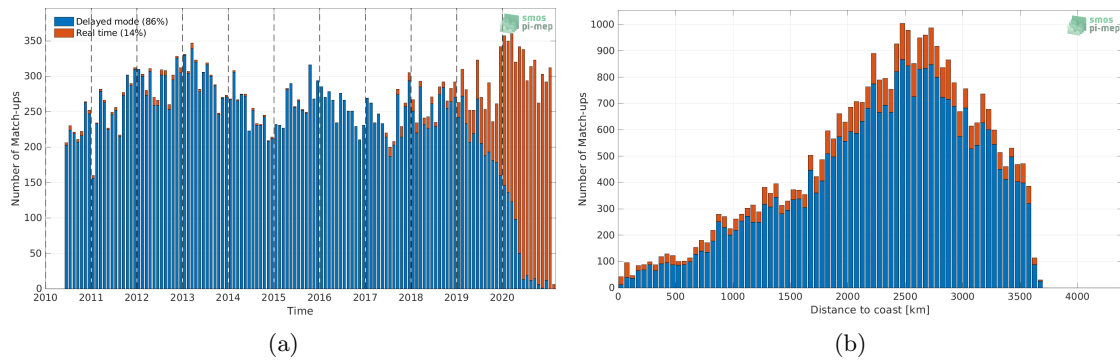 Delayed mode (86%)
Real time (14%)
smos
pi-mep
Number of Match-ups
350
300
250
200
150
100
50
0
2010 2011 2012 2013 2014 2015 2016 2017 2018 2019 2020
Time
(a)
smos
pi-mep
Number of Match-ups
1000
900
800
700
600
500
400
300
200
100
0
0 500 1000 1500 2000 2500 3000 3500 4000
Distance to coast [km]
(b)